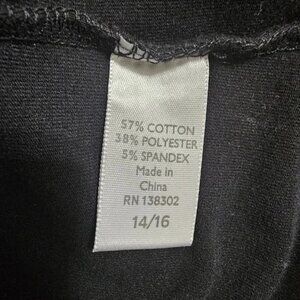 57% COTTON
38% POLYESTER
5% SPANDEX
Made in
China
RN 138302
14/16